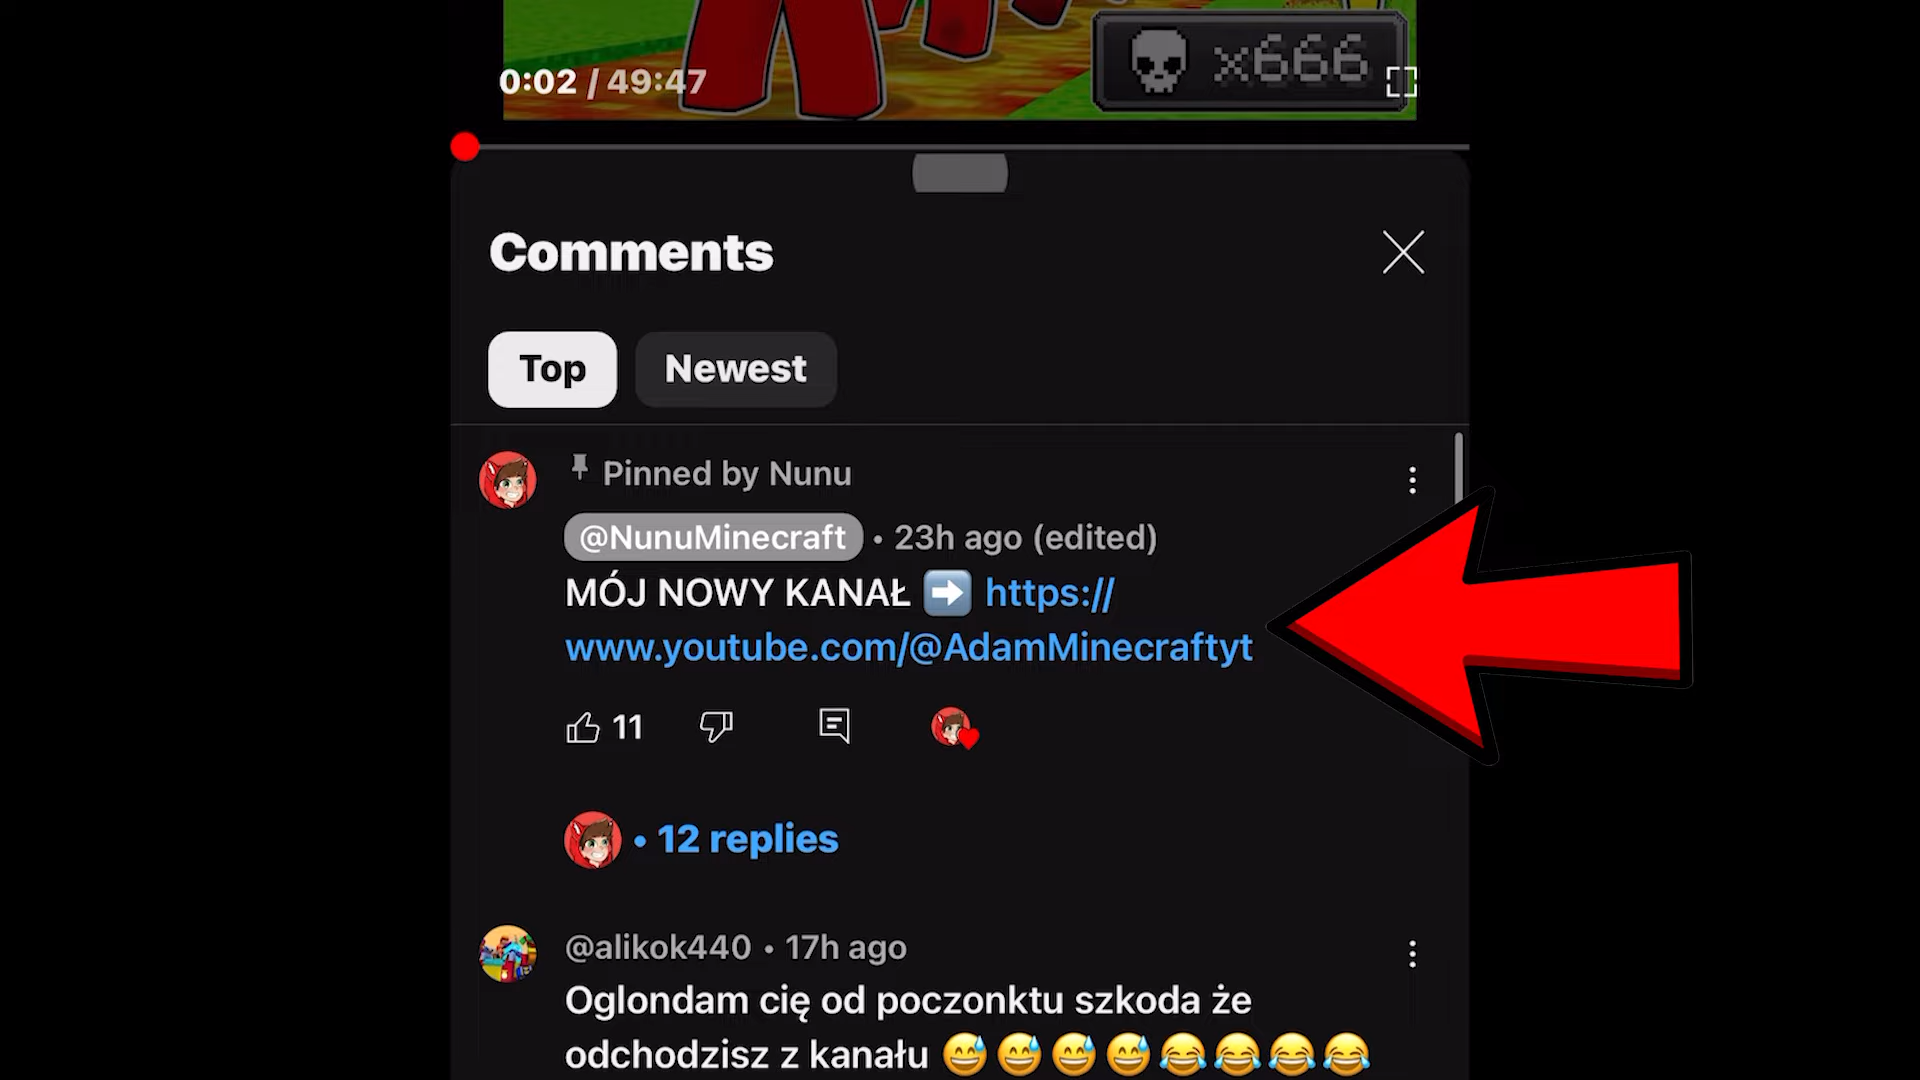 x666
0:02 / 49:47
Comments
Top
Newest
Pinned by Nunu
@NunuMinecraft • 23h ago (edited)
MÓJ NOWY KANAŁ ➡️ https://
www.youtube.com/@AdamMinecraftyt
11
• 12 replies
@alikok440 • 17h ago
Oglondam cię od poczonktu szkoda że
odchodzisz z kanału 😅😅😅😅😂😂😂😂